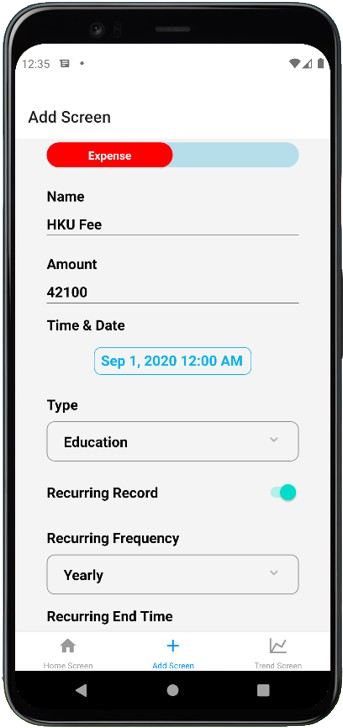 12:35
Add Screen
Expense
Name
HKU Fee
Amount
42100
Time & Date
Sep 1, 2020 12:00 AM
Type
Education
Recurring Record
Recurring Frequency
Yearly
Recurring End Time
Home Screen Add Screen Trend Screen